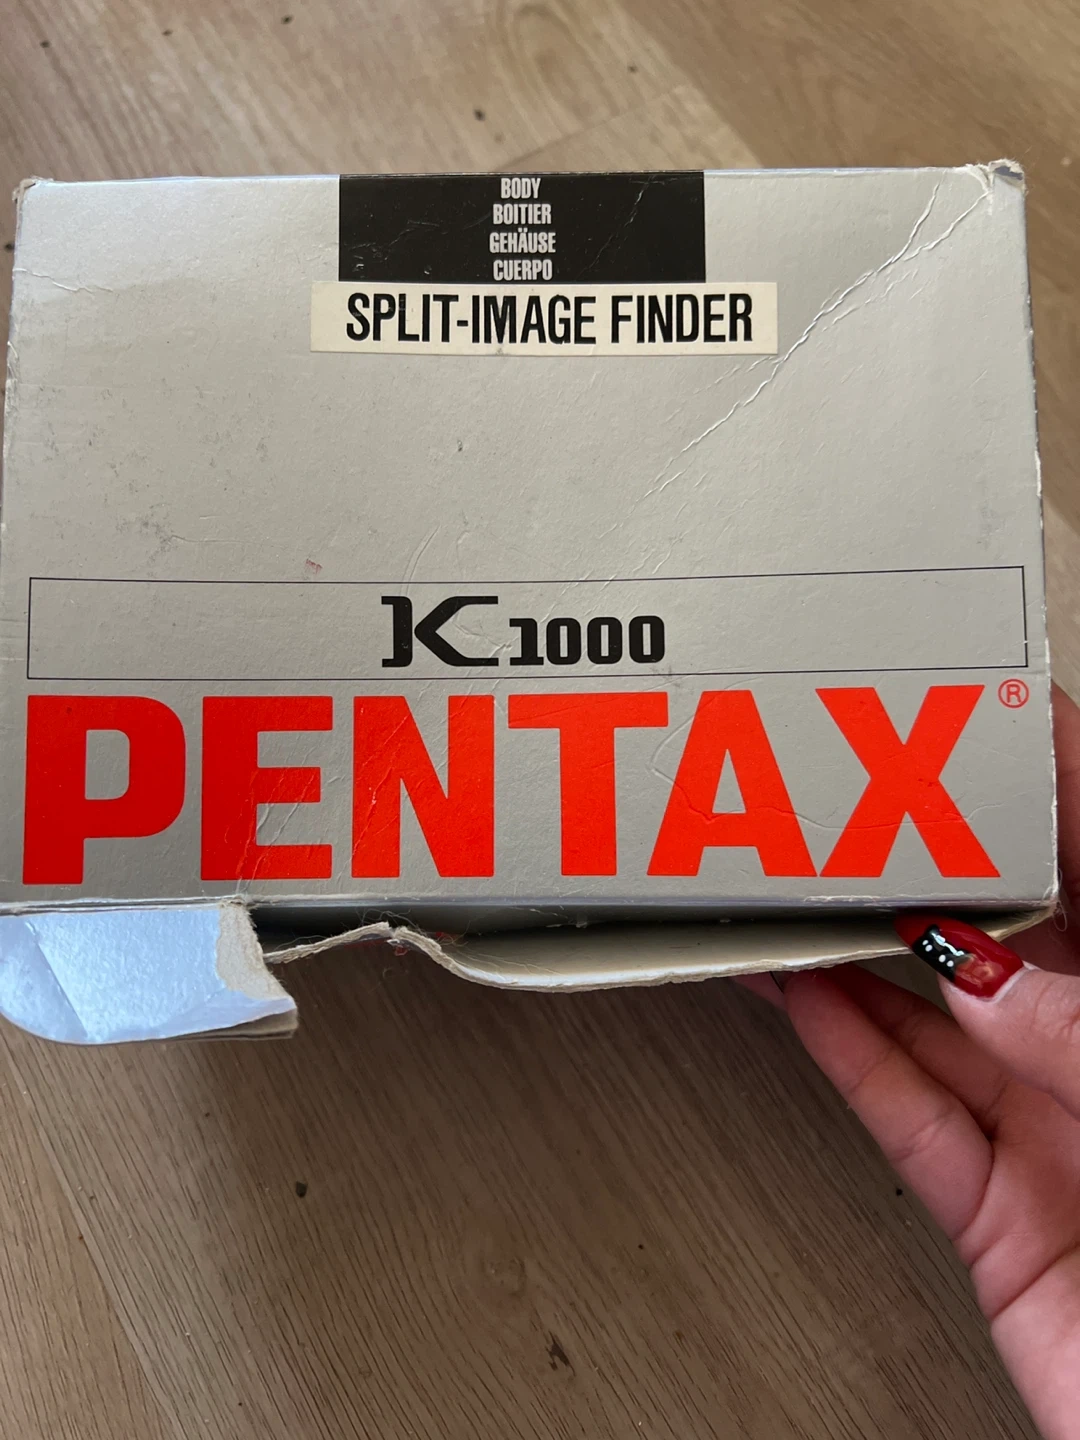 BODY
BOITIER
GEHÄUSE
CUERPO
SPLIT-IMAGE FINDER
K1000
PENTAX®